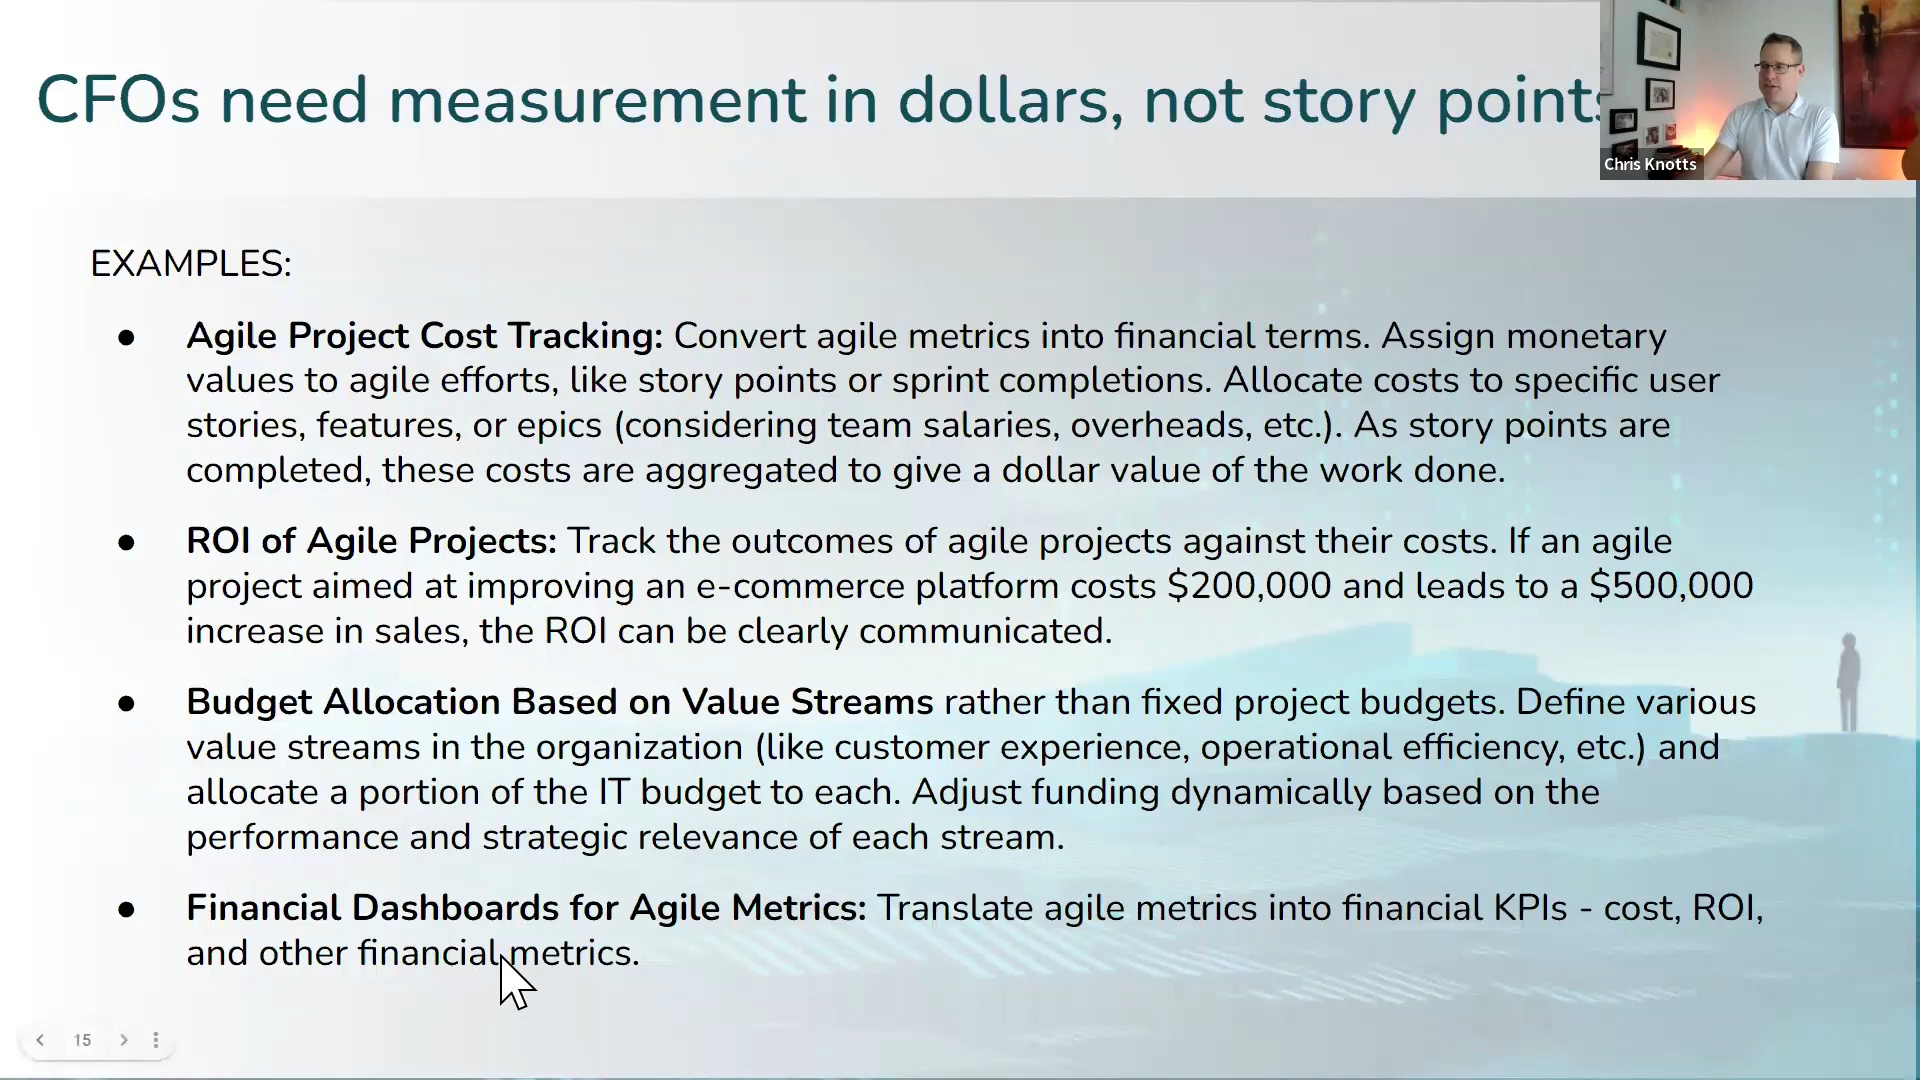 CFOs need measurement in dollars, not story points
Chris Knotts
EXAMPLES:
● Agile Project Cost Tracking: Convert agile metrics into financial terms. Assign monetary
values to agile efforts, like story points or sprint completions. Allocate costs to specific user
stories, features, or epics (considering team salaries, overheads, etc.). As story points are
completed, these costs are aggregated to give a dollar value of the work done.
● ROI of Agile Projects: Track the outcomes of agile projects against their costs. If an agile
project aimed at improving an e-commerce platform costs $200,000 and leads to a $500,000
increase in sales, the ROI can be clearly communicated.
● Budget Allocation Based on Value Streams rather than fixed project budgets. Define various
value streams in the organization (like customer experience, operational efficiency, etc.) and
allocate a portion of the IT budget to each. Adjust funding dynamically based on the
performance and strategic relevance of each stream.
● Financial Dashboards for Agile Metrics: Translate agile metrics into financial KPIs - cost, ROI,
and other financial metrics.
15